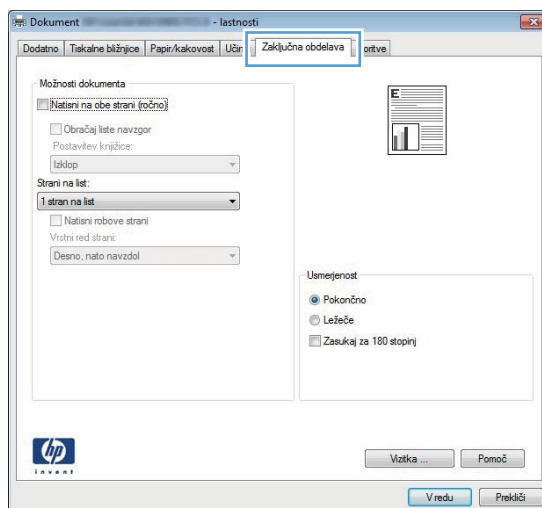 Dokument - lastnosti
Dodatno Tiskalne bližnjice Papir/kakovost Učin Zaključna obdelava oritve
Možnosti dokumenta
Natisni na obe strani (ročno)
Obračaj liste navzgor
Postavitev knjižice:
Izklop
Strani na list:
1 stran na list
Natisni robove strani
Vrstni red strani:
Desno, nato navzdol
E
Usmerjenost
Pokončno
Ležeče
Zasukaj za 180 stopinj
hp
invent
Vizitka ... Pomoč
V redu Prekliči